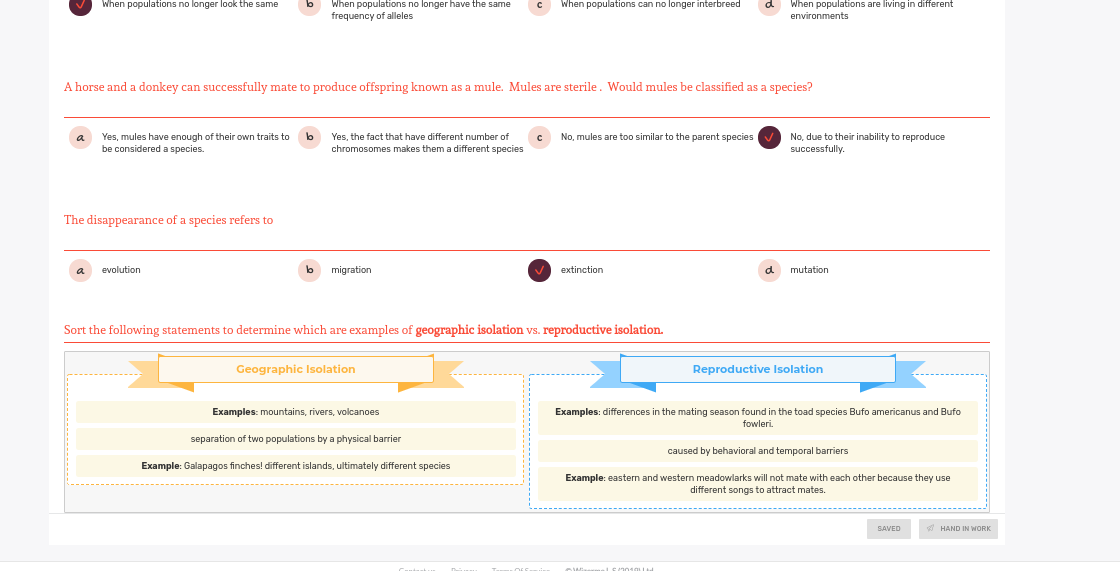 When populations no longer look the same
b When populations no longer have the same
frequency of alleles
c When populations can no longer interbreed
d When populations are living in different
environments
A horse and a donkey can successfully mate to produce offspring known as a mule. Mules are sterile . Would mules be classified as a species?
a Yes, mules have enough of their own traits to
be considered a species.
b Yes, the fact that have different number of
chromosomes makes them a different species
c No, mules are too similar to the parent species
No, due to their inability to reproduce
successfully.
The disappearance of a species refers to
a evolution
b migration
extinction
d mutation
Sort the following statements to determine which are examples of geographic isolation vs. reproductive isolation.
Geographic Isolation
Examples: mountains, rivers, volcanoes
separation of two populations by a physical barrier
Example: Galapagos finches! different islands, ultimately different species
Reproductive Isolation
Examples: differences in the mating season found in the toad species Bufo americanus and Bufo
fowleri.
caused by behavioral and temporal barriers
Example: eastern and western meadowlarks will not mate with each other because they use
different songs to attract mates.
SAVED
HAND IN WORK